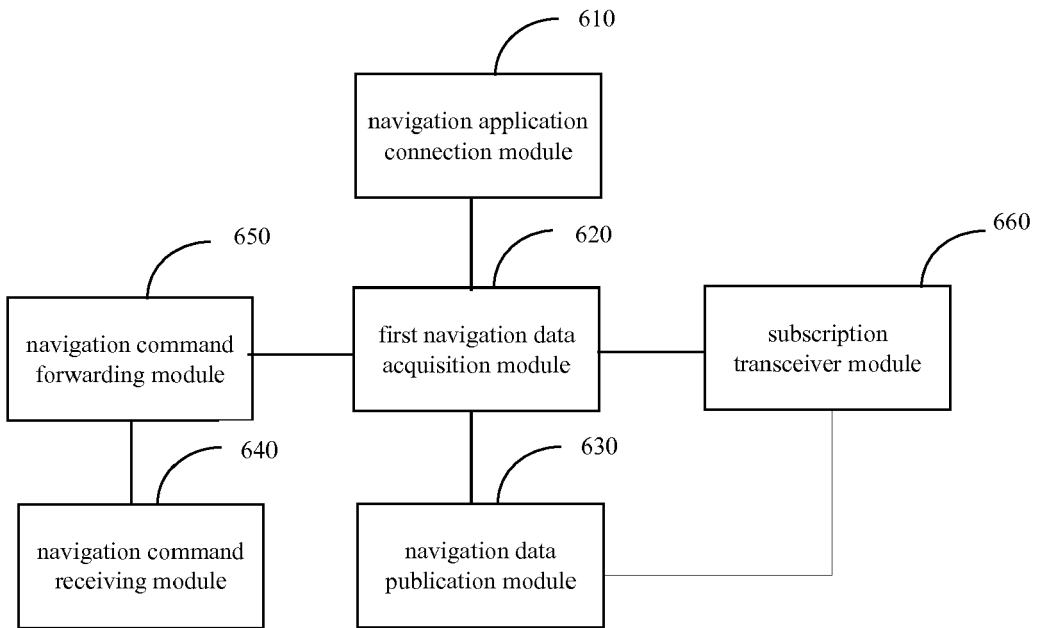 610
navigation application
connection module
650
620
660
navigation command
forwarding module
first navigation data
acquisition module
subscription
transceiver module
640
630
navigation command
receiving module
navigation data
publication module